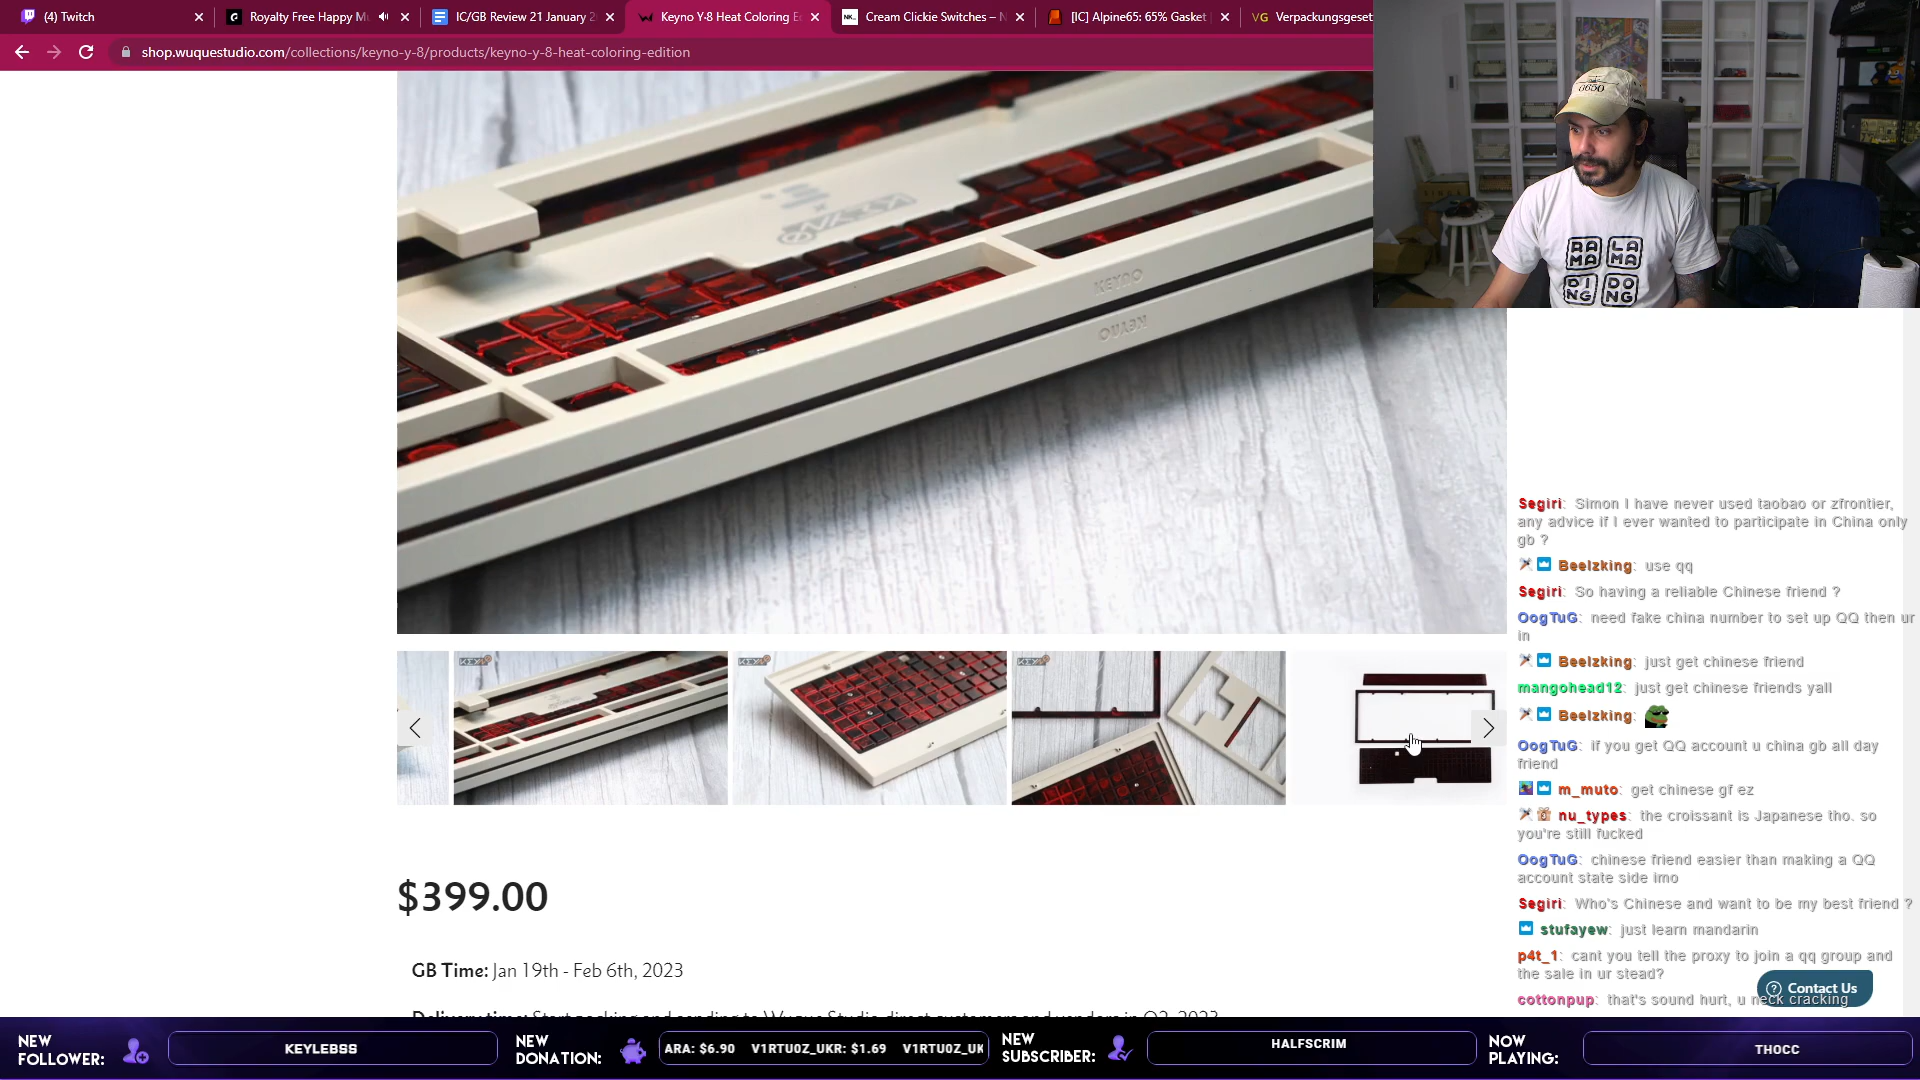 (4) Twitch
Royalty Free Happy M
IC/GB Review 21 January 2
Keyno Y-8 Heat Coloring E
NK_
Cream Clickie Switches – N
[IC] Alpine65: 65% Gasket
VG
Verpackungsgeset
shop.wuquestudio.com/collections/keyno-y-8/products/keyno-y-8-heat-coloring-edition
3650
RAMA LAMA
DING DONG
KEYNO
KEYNO
Segiri: Simon I have never used taobao or zfrontier,
any advice if I ever wanted to participate in China only
gb ?
Beelzking: use qq
Segiri: So having a reliable Chinese friend ?
OogTuG: need fake china number to set up QQ then ur
in
Beelzking: just get chinese friend
mangohead12: just get chinese friends yall
Beelzking:
OogTuG: if you get QQ account u china gb all day
friend
m_muto: get chinese gf ez
nu_types: the croissant is Japanese tho. so
you're still fucked
OogTuG: chinese friend easier than making a QQ
account state side imo
Segiri: Who's Chinese and want to be my best friend ?
stufayew: just learn mandarin
p4t_1: cant you tell the proxy to join a qq group and
the sale in ur stead?
cottonpup: that's sound hurt, u neck cracking
Contact Us
$399.00
GB Time: Jan 19th - Feb 6th, 2023
Delivery time: Start packing and sending to Wuque Studio direct customers and vendors in Q2, 2023
NEW
FOLLOWER:
KEYLEBSS
NEW
DONATION:
ARA: $6.90 V1RTU0Z_UKR: $1.69 V1RTU0Z_UK
NEW
SUBSCRIBER:
HALFSCRIM
NOW
PLAYING:
THOCC